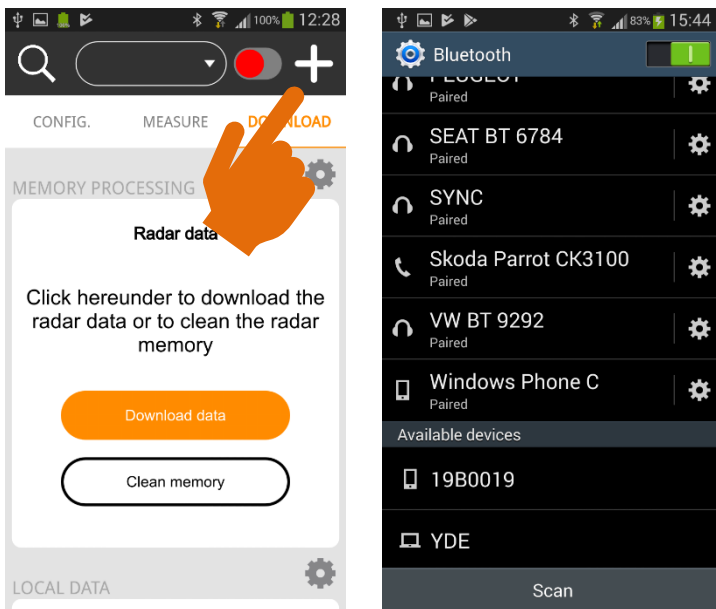 100% 12:28
CONFIG. MEASURE DOWNLOAD
MEMORY PROCESSING
Radar data
Click hereunder to download the
radar data or to clean the radar
memory
Download data
Clean memory
LOCAL DATA
83% 15:44
Bluetooth
PEUGEOT
Paired
SEAT BT 6784
Paired
SYNC
Paired
Skoda Parrot CK3100
Paired
VW BT 9292
Paired
Windows Phone C
Paired
Available devices
19B0019
YDE
Scan